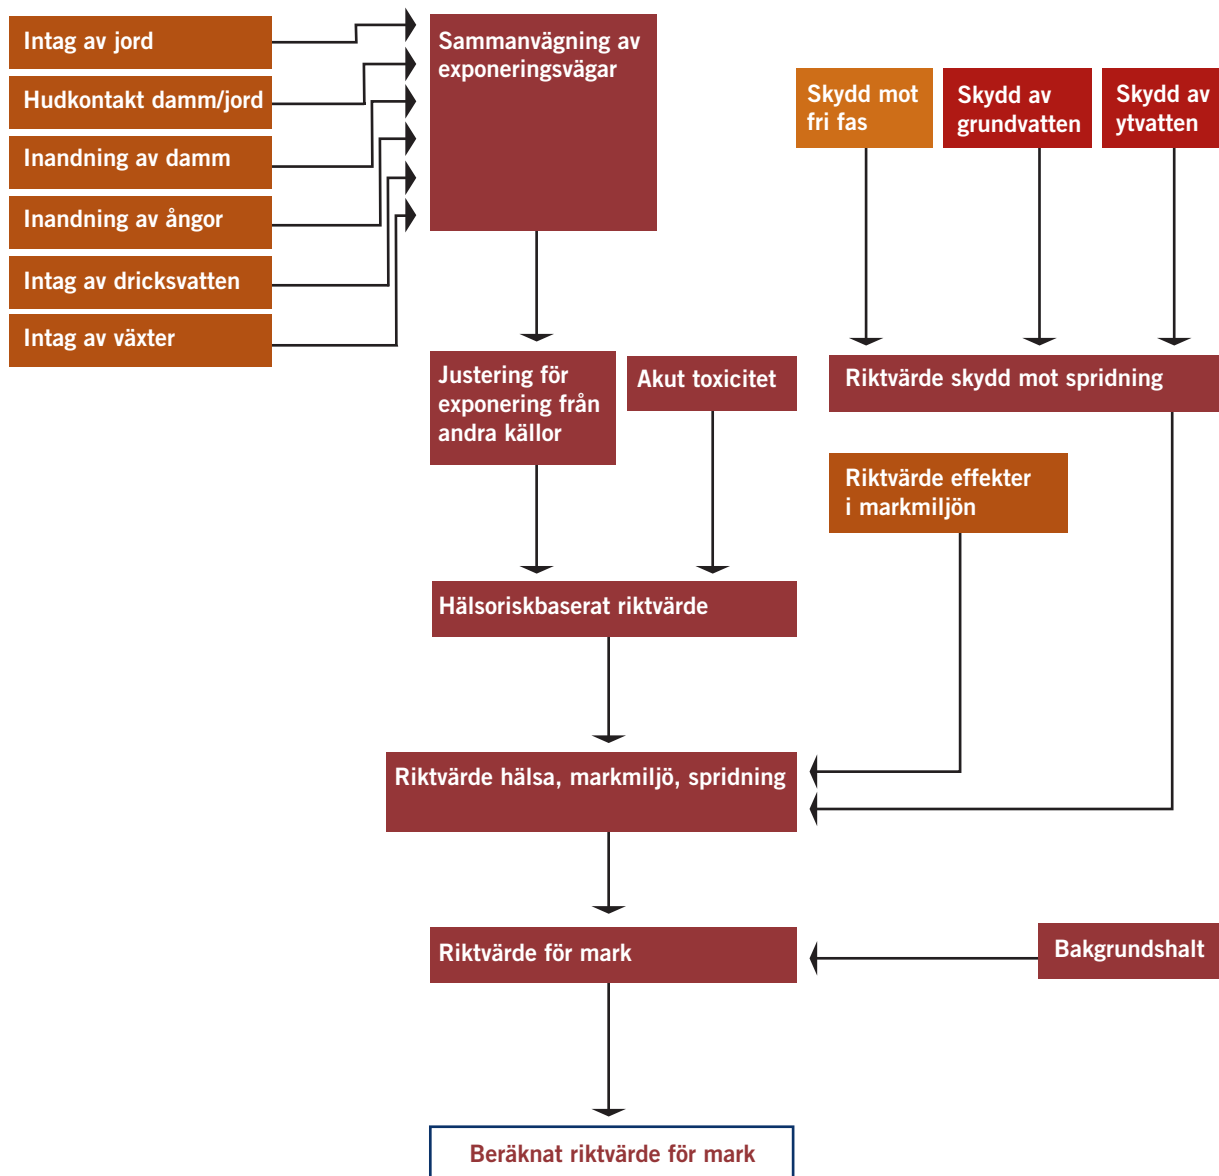 Intag av jord
Hudkontakt damm/jord
Inandning av damm
Inandning av ångor
Intag av dricksvatten
Intag av växter
Sammanvägning av
exponeringsvägar
Skydd mot
fri fas
Skydd av
grundvatten
Skydd av
ytvatten
Justering för
exponering från
andra källor
Akut toxicitet
Riktvärde skydd mot spridning
Riktvärde effekter
i markmiljön
Hälsoriskbaserat riktvärde
Riktvärde hälsa, markmiljö, spridning
Riktvärde för mark
Bakgrundshalt
Beräknat riktvärde för mark